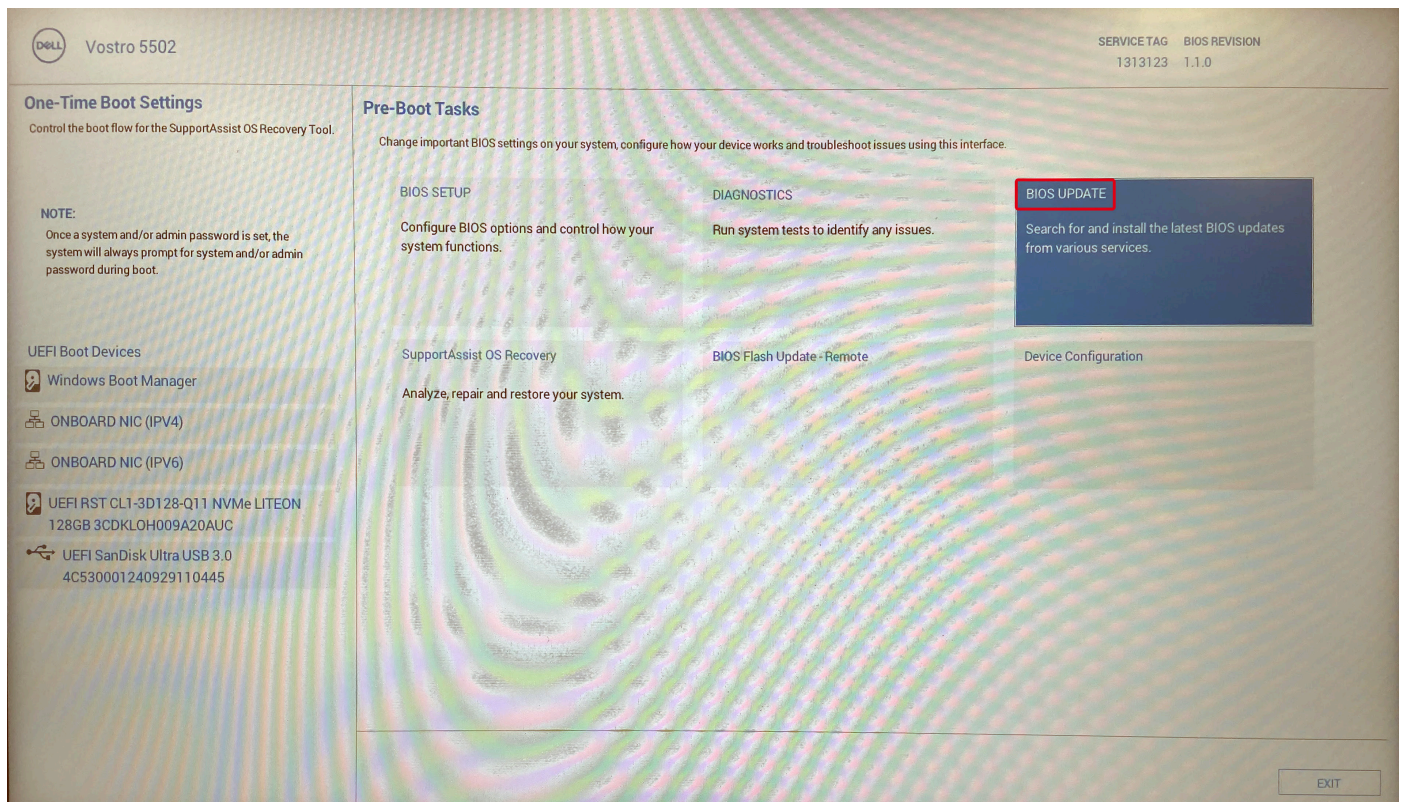 DELL
Vostro 5502
SERVICE TAG BIOS REVISION
1313123 1.1.0
One-Time Boot Settings
Control the boot flow for the SupportAssist OS Recovery Tool.
NOTE:
Once a system and/or admin password is set, the
system will always prompt for system and/or admin
password during boot.
UEFI Boot Devices
Windows Boot Manager
ONBOARD NIC (IPV4)
ONBOARD NIC (IPV6)
UEFI RST CL1-3D128-Q11 NVMe LITEON
128GB 3CDKLOH009A20AUC
UEFI SanDisk Ultra USB 3.0
4C530001240929110445
Pre-Boot Tasks
Change important BIOS settings on your system, configure how your device works and troubleshoot issues using this interface.
BIOS SETUP
Configure BIOS options and control how your
system functions.
DIAGNOSTICS
Run system tests to identify any issues.
BIOS UPDATE
Search for and install the latest BIOS updates
from various services.
SupportAssist OS Recovery
Analyze, repair and restore your system.
BIOS Flash Update - Remote
Device Configuration
EXIT